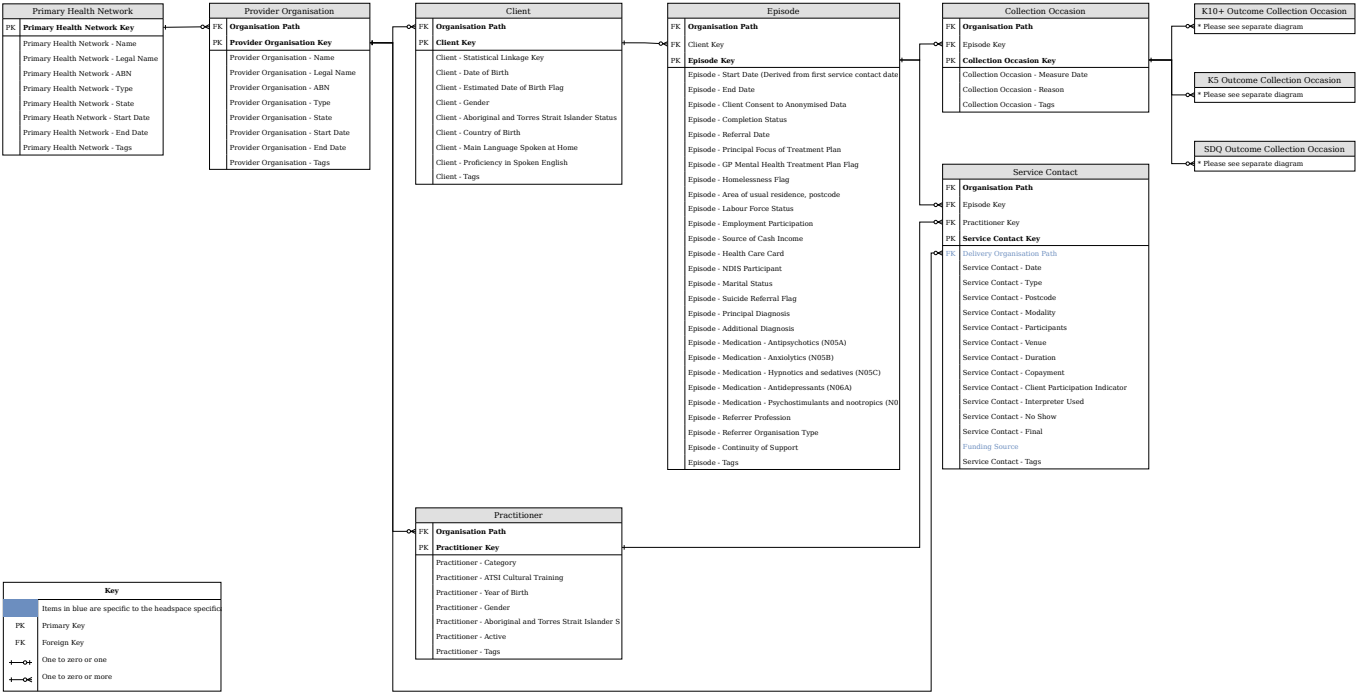 Primary Health Network
PK Primary Health Network Key
Primary Health Network - Name
Primary Health Network - Legal Name
Primary Health Network - ABN
Primary Health Network - Type
Primary Health Network - State
Primary Heath Network - Start Date
Primary Health Network - End Date
Primary Health Network - Tags
Provider Organisation
FK Organisation Path
PK Provider Organisation Key
Provider Organisation - Name
Provider Organisation - Legal Name
Provider Organisation - ABN
Provider Organisation - Type
Provider Organisation - State
Provider Organisation - Start Date
Provider Organisation - End Date
Provider Organisation - Tags
Client
FK Organisation Path
PK Client Key
Client - Statistical Linkage Key
Client - Date of Birth
Client - Estimated Date of Birth Flag
Client - Gender
Client - Aboriginal and Torres Strait Islander Status
Client - Country of Birth
Client - Main Language Spoken at Home
Client - Proficiency in Spoken English
Client - Tags
Episode
FK Organisation Path
FK Client Key
PK Episode Key
Episode - Start Date (Derived from first service contact date
Episode - End Date
Episode - Client Consent to Anonymised Data
Episode - Completion Status
Episode - Referral Date
Episode - Principal Focus of Treatment Plan
Episode - GP Mental Health Treatment Plan Flag
Episode - Homelessness Flag
Episode - Area of usual residence, postcode
Episode - Labour Force Status
Episode - Employment Participation
Episode - Source of Cash Income
Episode - Health Care Card
Episode - NDIS Participant
Episode - Marital Status
Episode - Suicide Referral Flag
Episode - Principal Diagnosis
Episode - Additional Diagnosis
Episode - Medication - Antipsychotics (N05A)
Episode - Medication - Anxiolytics (N05B)
Episode - Medication - Hypnotics and sedatives (N05C)
Episode - Medication - Antidepressants (N06A)
Episode - Medication - Psychostimulants and nootropics (N0
Episode - Referrer Profession
Episode - Referrer Organisation Type
Episode - Continuity of Support
Episode - Tags
Collection Occasion
FK Organisation Path
FK Episode Key
PK Collection Occasion Key
Collection Occasion - Measure Date
Collection Occasion - Reason
Collection Occasion - Tags
K10+ Outcome Collection Occasion
* Please see separate diagram
K5 Outcome Collection Occasion
* Please see separate diagram
SDQ Outcome Collection Occasion
* Please see separate diagram
Service Contact
FK Organisation Path
FK Episode Key
FK Practitioner Key
PK Service Contact Key
FK Delivery Organisation Path
Service Contact - Date
Service Contact - Type
Service Contact - Postcode
Service Contact - Modality
Service Contact - Participants
Service Contact - Venue
Service Contact - Duration
Service Contact - Copayment
Service Contact - Client Participation Indicator
Service Contact - Interpreter Used
Service Contact - No Show
Service Contact - Final
Funding Source
Service Contact - Tags
Practitioner
FK Organisation Path
PK Practitioner Key
Practitioner - Category
Practitioner - ATSI Cultural Training
Practitioner - Year of Birth
Practitioner - Gender
Practitioner - Aboriginal and Torres Strait Islander S
Practitioner - Active
Practitioner - Tags
Key
Items in blue are specific to the headspace specific
PK Primary Key
FK Foreign Key
One to zero or one
One to zero or more